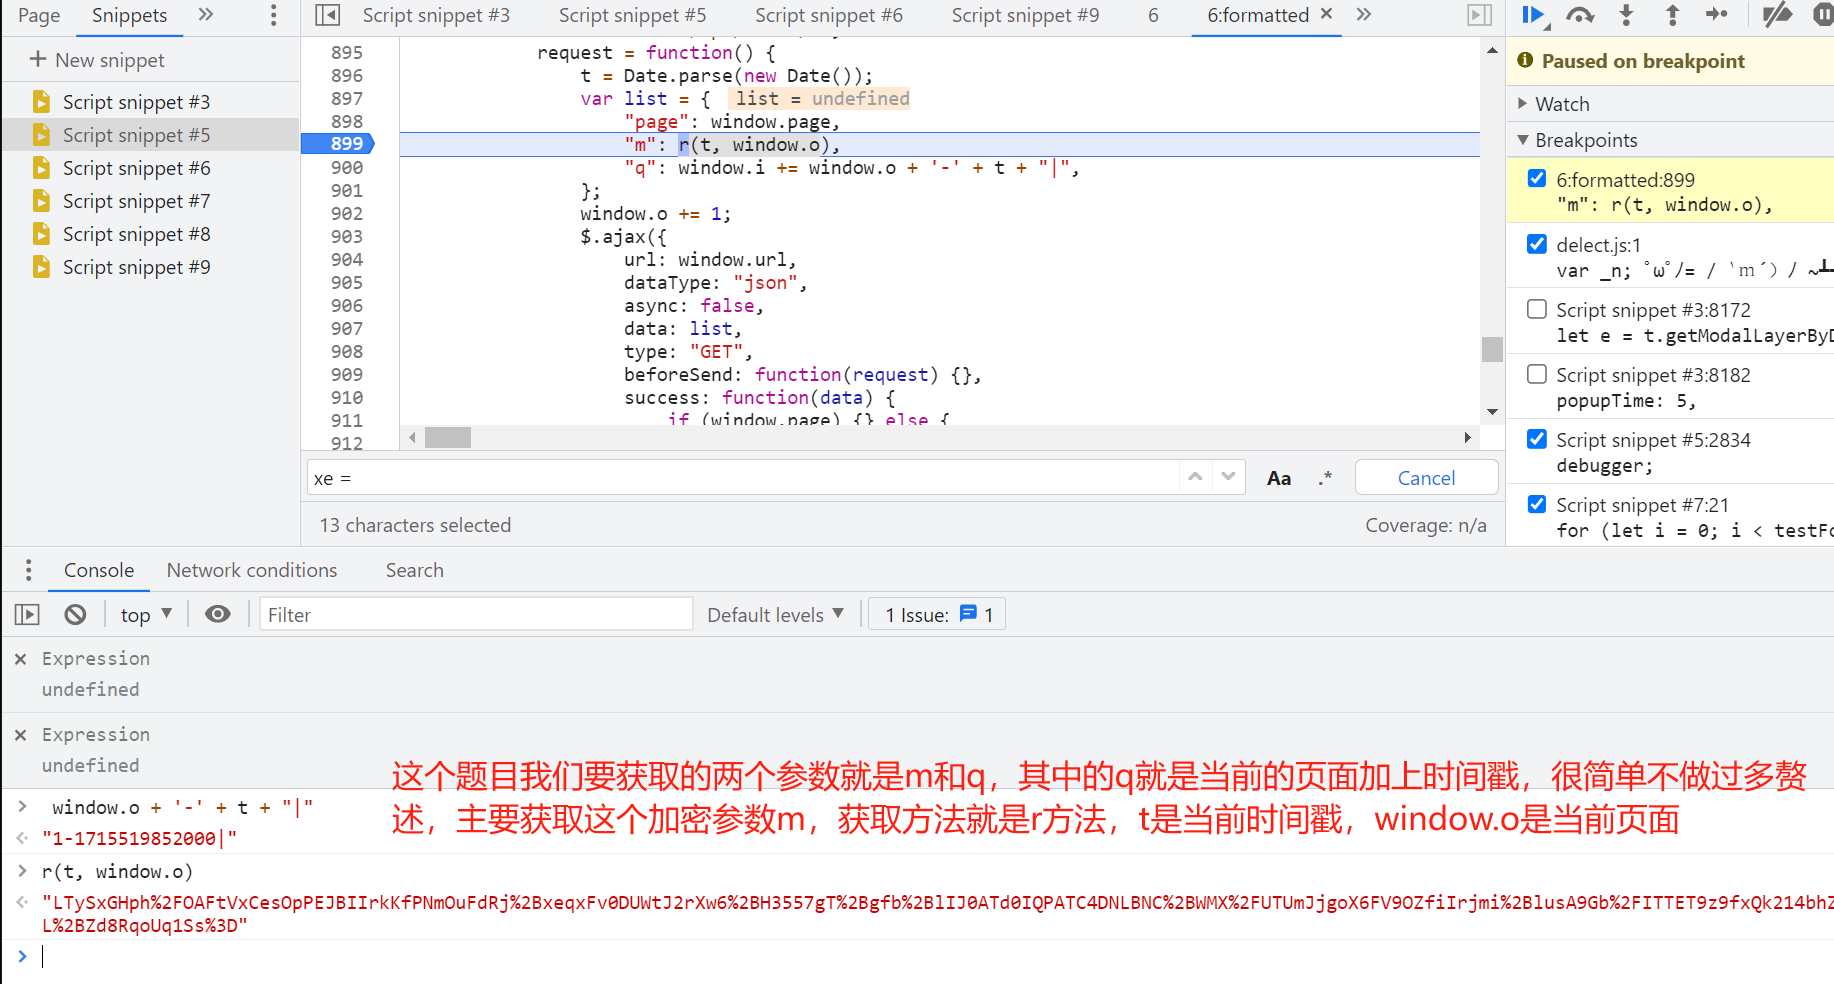 Page Snippets
Script snippet #3 Script snippet #5 Script snippet #6 Script snippet #9 6 6:formatted
New snippet
Script snippet #3
Script snippet #5
Script snippet #6
Script snippet #7
Script snippet #8
Script snippet #9
895 request = function() {
896 t = Date.parse(new Date());
897 var list = { list = undefined
898 "page": window.page,
899 "m": r(t, window.o),
900 "q": window.i += window.o + '-' + t + "|",
901 };
902 window.o += 1;
903 $.ajax({
904 url: window.url,
905 dataType: "json",
906 async: false,
907 data: list,
908 type: "GET",
909 beforeSend: function(request) {},
910 success: function(data) {
911 if (window.page) {} else {
912
xe =
Aa .* Cancel
13 characters selected Coverage: n/a
Paused on breakpoint
Watch
Breakpoints
6:formatted:899
"m": r(t, window.o),
delect.js:1
Script snippet #3:8172
let e = t.getModalLayerByD
Script snippet #3:8182
popupTime: 5,
Script snippet #5:2834
debugger;
Script snippet #7:21
for (let i = 0; i < testFo
Console Network conditions Search
top Filter Default levels 1 Issue: 1
Expression
undefined
Expression
undefined
这个题目我们要获取的两个参数就是m和q，其中的q就是当前的页面加上时间戳，很简单不做过多赘
述，主要获取这个加密参数m，获取方法就是r方法，t是当前时间戳，window.o是当前页面
window.o + '-' + t + "|"
"1-1715519852000|"
r(t, window.o)
"LTySxGHph%2FOAFtVxCesOpPEJBIIrkKfPNmOuFdRj%2BxeqxFv0DUWtJ2rXw6%2BH3557gT%2Bgfb%2BlIJ0ATd0IQPATC4DNLBNC%2BWMX%2FUTUmJjgoX6FV9OZfiIrjmi%2BlusA9Gb%2FITTET9z9fxQk214bhZ
L%2BZd8RqoUq1Ss%3D"